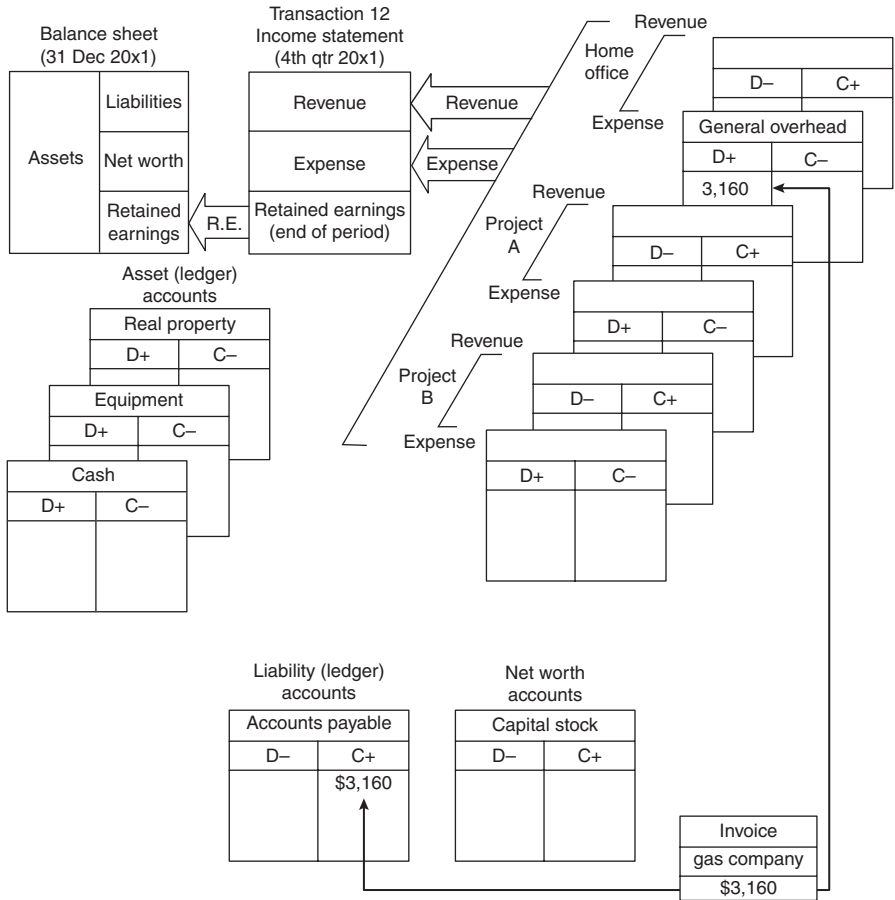 Balance sheet
(31 Dec 20x1)
Assets
Liabilities
Net worth
Retained
earnings
Transaction 12
Income statement
(4th qtr 20x1)
Revenue
Expense
Retained earnings
(end of period)
Revenue
Expense
R.E.
Home
office
Revenue
Expense
Project
A
Revenue
Expense
Project
B
Revenue
Expense
D– C+
General overhead
D+ C–
3,160
D– C+
D+ C–
D– C+
D+ C–
Asset (ledger)
accounts
Real property
D+ C–
Equipment
D+ C–
Cash
D+ C–
Liability (ledger)
accounts
Accounts payable
D– C+
$3,160
Net worth
accounts
Capital stock
D– C+
Invoice
gas company
$3,160